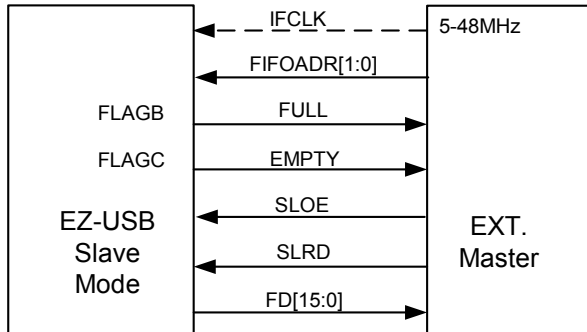 IFCLK
5-48MHz
FIFOADR[1:0]
FLAGB
FULL
FLAGC
EMPTY
SLOE
EZ-USB
Slave
Mode
EXT.
Master
SLRD
FD[15:0]